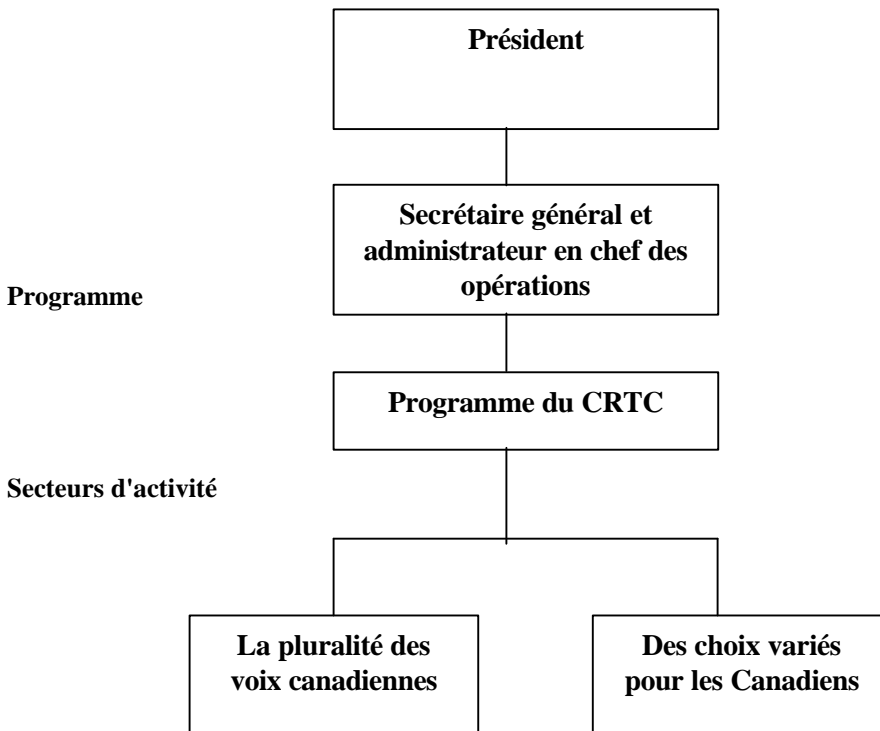 Président
Secrétaire général et
administrateur en chef des
opérations
Programme
Programme du CRTC
Secteurs d'activité
La pluralité des
voix canadiennes
Des choix variés
pour les Canadiens